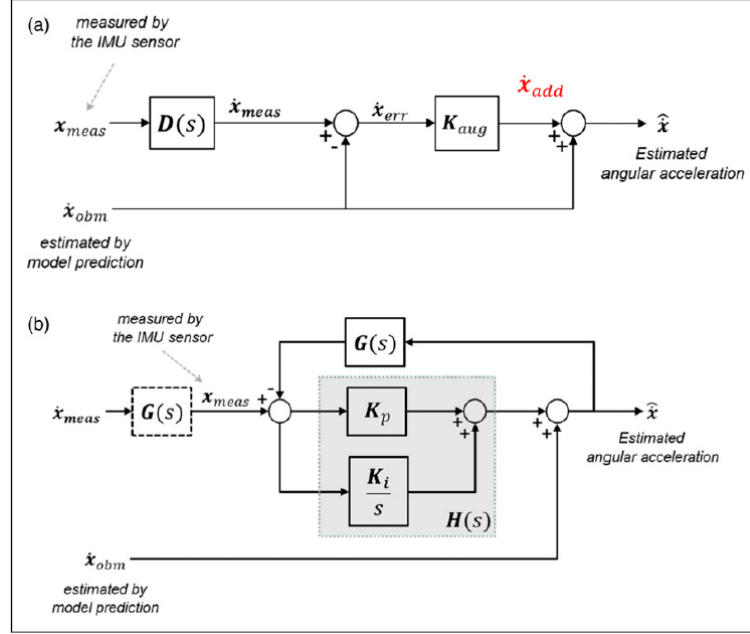 (a)
measured by
the IMU sensor
x_meas
D(s)
ẋ_meas
+
-
ẋ_err
K_aug
ẋ_add
+
+
x̂̇
Estimated
angular acceleration
ẋ_obm
estimated by
model prediction
(b)
measured by
the IMU sensor
G(s)
ẋ_meas
G(s)
x_meas
+
-
K_p
+
+
+
+
x̂̇
Estimated
angular acceleration
K_i
s
H(s)
ẋ_obm
estimated by
model prediction